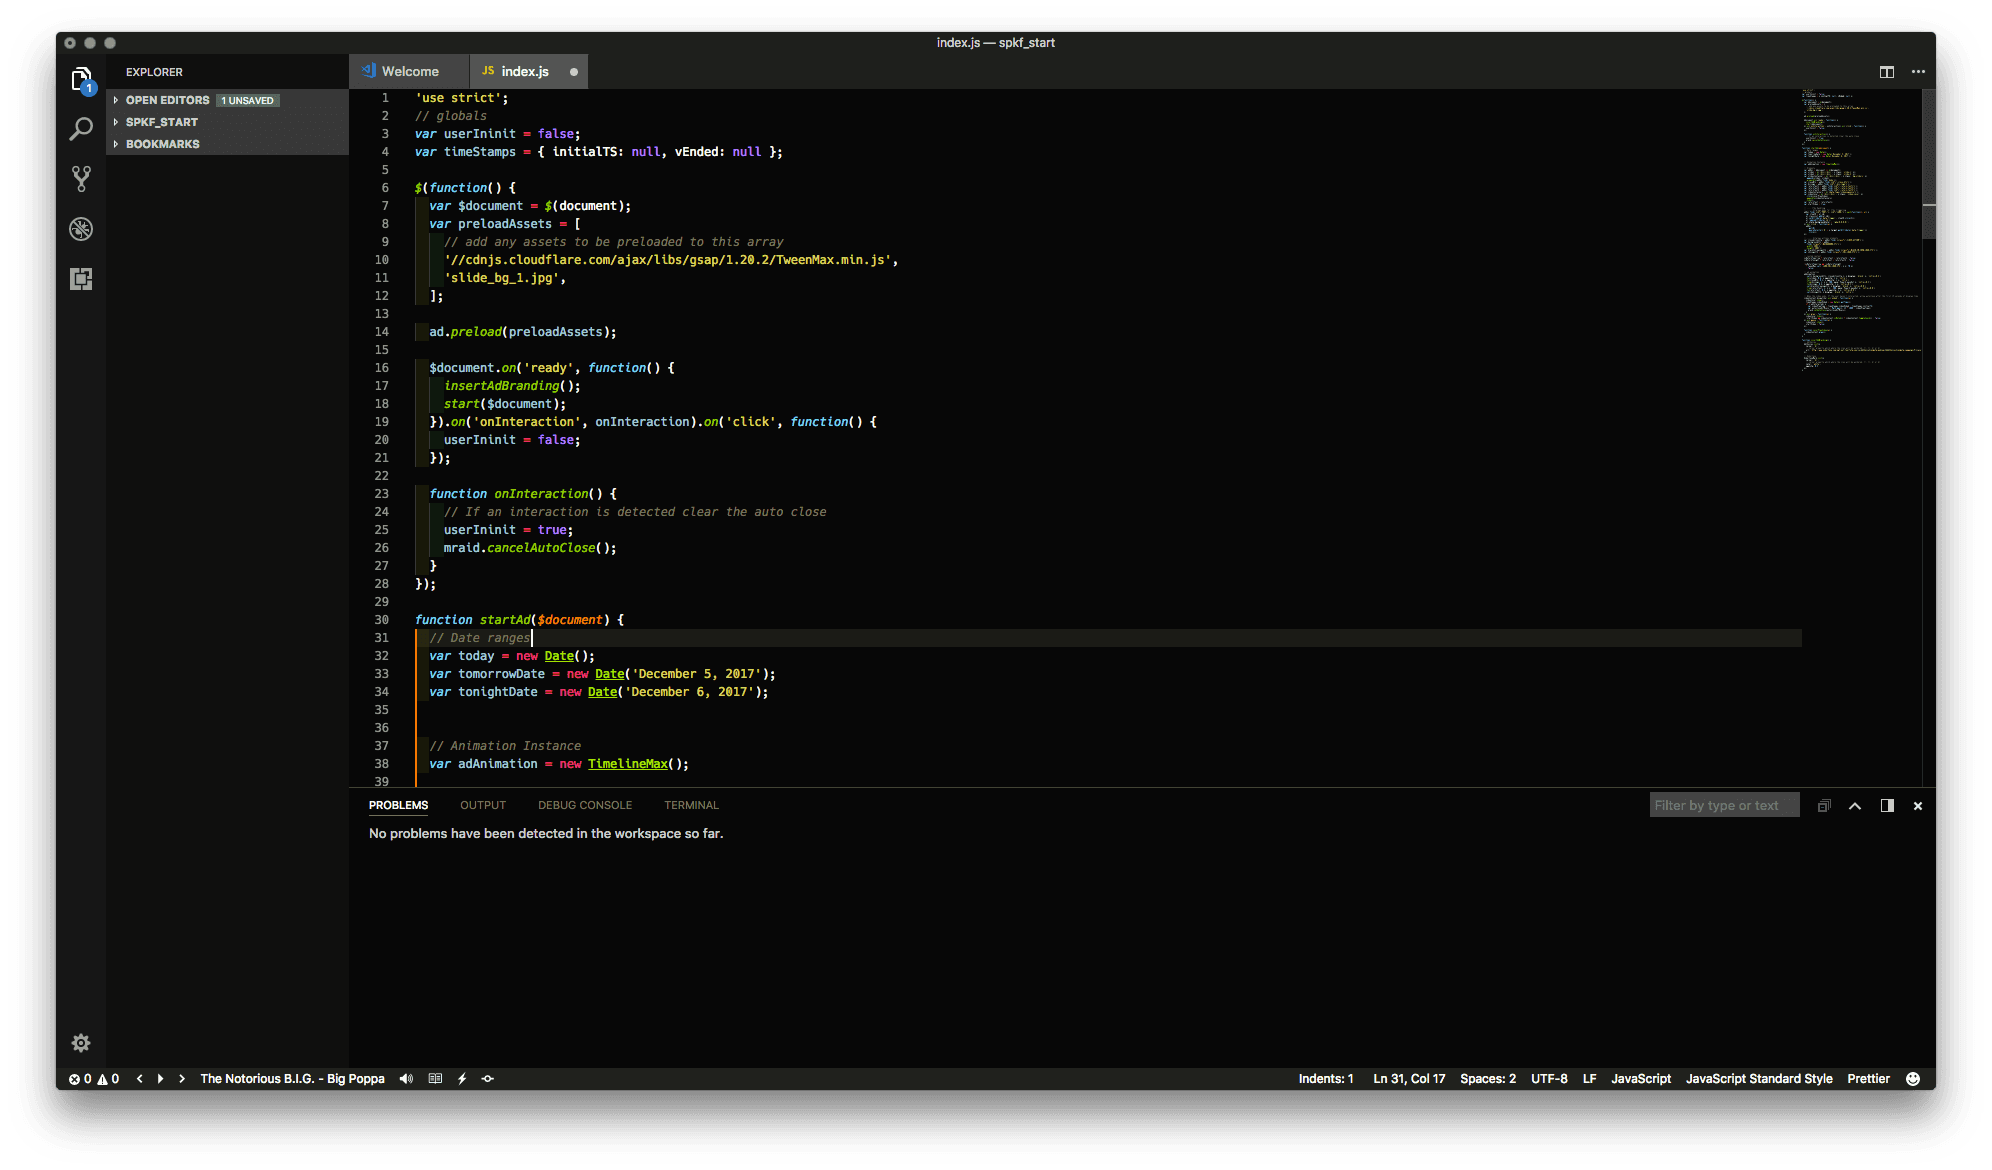 index.js — spkf_start
EXPLORER
1
OPEN EDITORS 1 UNSAVED
SPKF_START
BOOKMARKS
Welcome
JS index.js
1 'use strict';
2 // globals
3 var userIninit = false;
4 var timeStamps = { initialTS: null, vEnded: null };
5
6 $(function() {
7 var $document = $(document);
8 var preloadAssets = [
9 // add any assets to be preloaded to this array
10 '//cdnjs.cloudflare.com/ajax/libs/gsap/1.20.2/TweenMax.min.js',
11 'slide_bg_1.jpg',
12 ];
13
14 ad.preload(preloadAssets);
15
16 $document.on('ready', function() {
17 insertAdBranding();
18 start($document);
19 }).on('onInteraction', onInteraction).on('click', function() {
20 userIninit = false;
21 });
22
23 function onInteraction() {
24 // If an interaction is detected clear the auto close
25 userIninit = true;
26 mraid.cancelAutoClose();
27 }
28 });
29
30 function startAd($document) {
31 // Date ranges
32 var today = new Date();
33 var tomorrowDate = new Date('December 5, 2017');
34 var tonightDate = new Date('December 6, 2017');
35
36
37 // Animation Instance
38 var adAnimation = new TimelineMax();
39
PROBLEMS OUTPUT DEBUG CONSOLE TERMINAL Filter by type or text
No problems have been detected in the workspace so far.
0 0 The Notorious B.I.G. - Big Poppa Indents: 1 Ln 31, Col 17 Spaces: 2 UTF-8 LF JavaScript JavaScript Standard Style Prettier